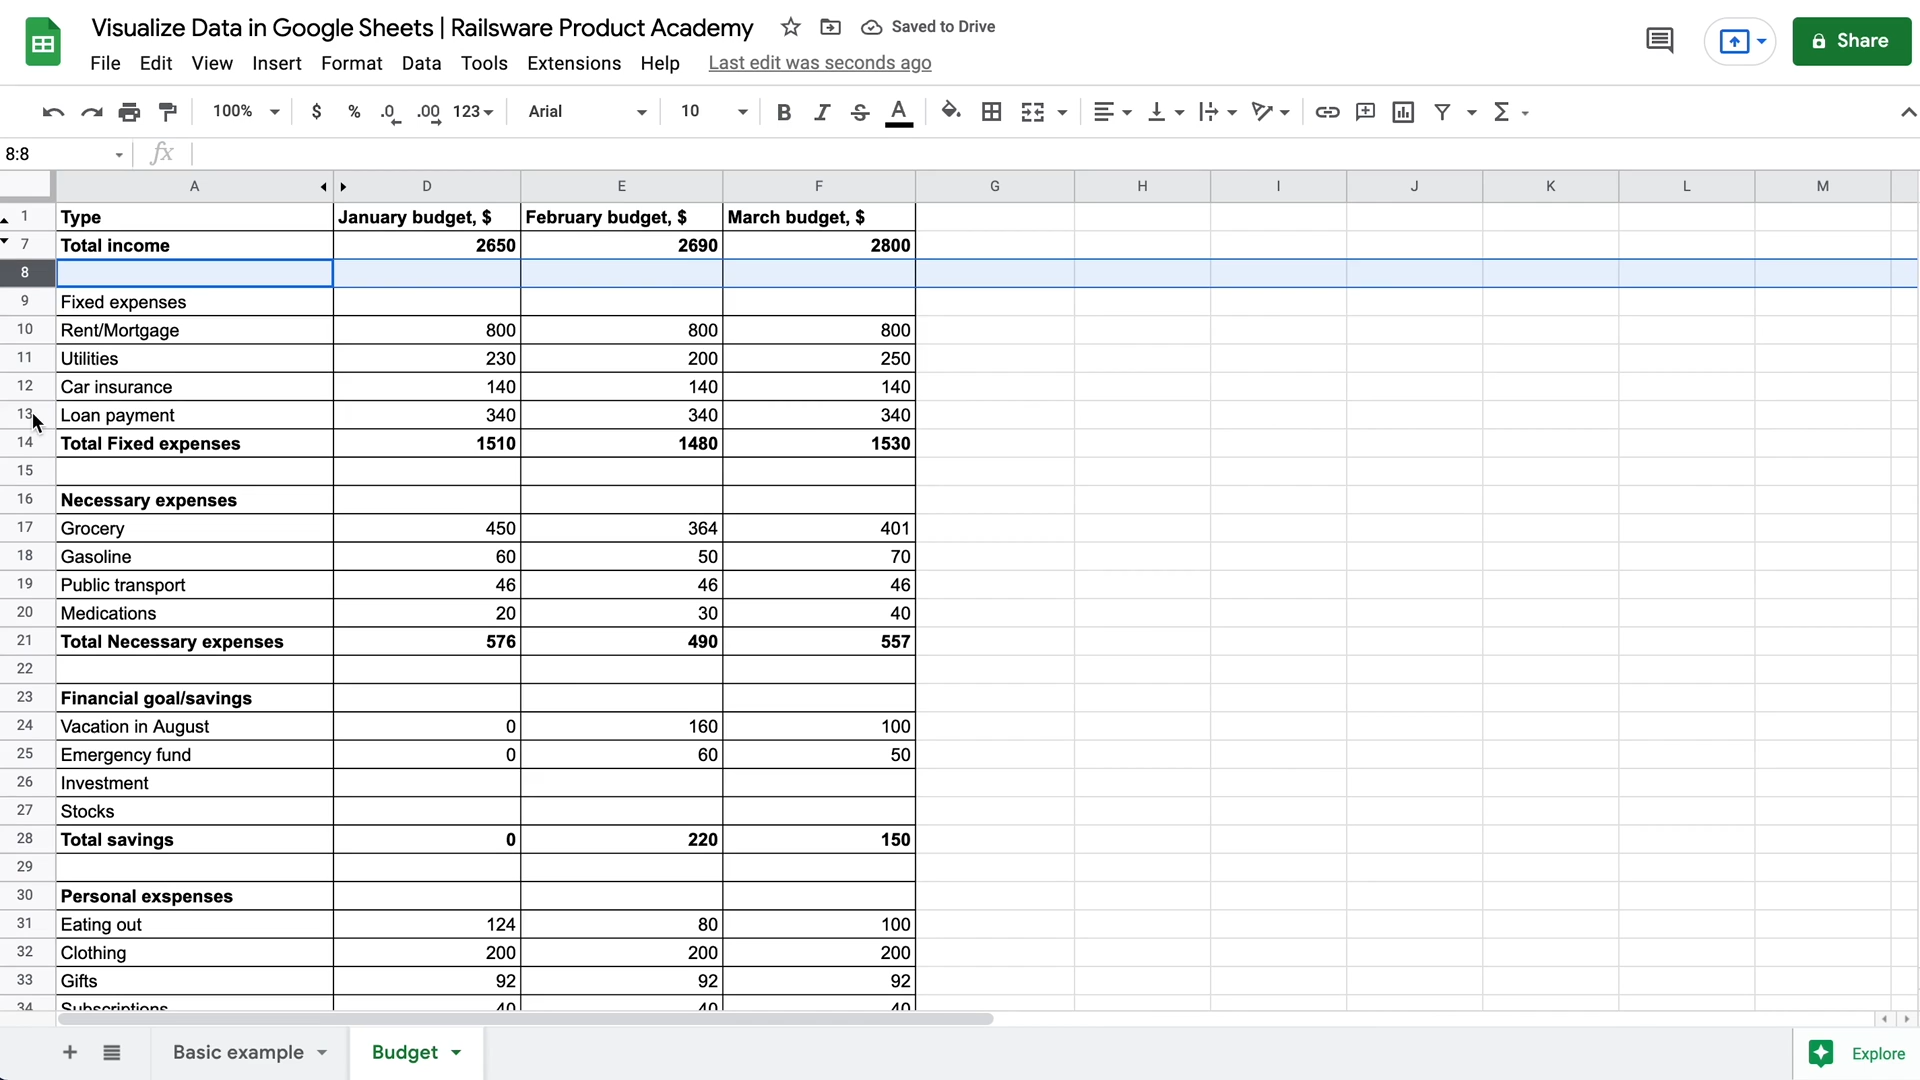 Visualize Data in Google Sheets | Railsware Product Academy Saved to Drive
File Edit View Insert Format Data Tools Extensions Help Last edit was seconds ago
Share
100% $ % .0 .00 123 Arial 10 B I S A Σ
8:8 fx
A D E F G H I J K L M
1 Type January budget, $ February budget, $ March budget, $
7 Total income 2650 2690 2800
8
9 Fixed expenses
10 Rent/Mortgage 800 800 800
11 Utilities 230 200 250
12 Car insurance 140 140 140
13 Loan payment 340 340 340
14 Total Fixed expenses 1510 1480 1530
15
16 Necessary expenses
17 Grocery 450 364 401
18 Gasoline 60 50 70
19 Public transport 46 46 46
20 Medications 20 30 40
21 Total Necessary expenses 576 490 557
22
23 Financial goal/savings
24 Vacation in August 0 160 100
25 Emergency fund 0 60 50
26 Investment
27 Stocks
28 Total savings 0 220 150
29
30 Personal exspenses
31 Eating out 124 80 100
32 Clothing 200 200 200
33 Gifts 92 92 92
34 Subscriptions 40 40 40
Basic example Budget Explore